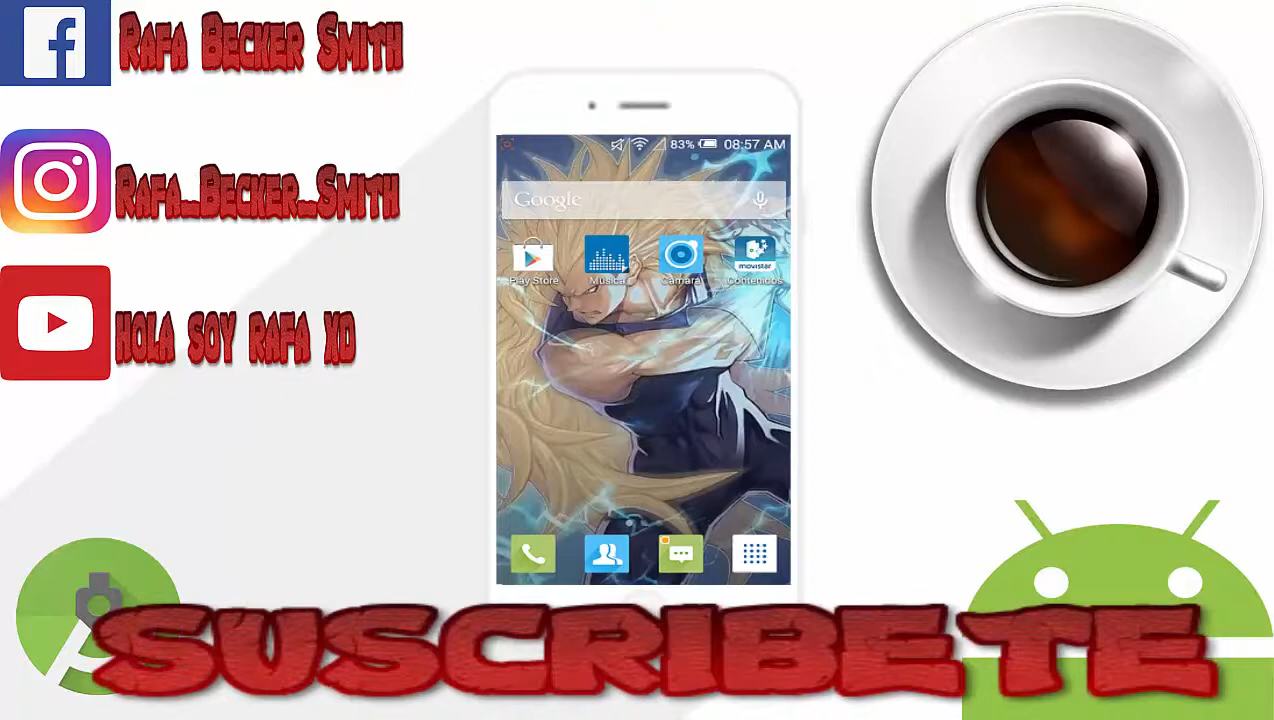 Rafa Becker Smith
Rafa_Becker_Smith
HOLA SOY RAFA XD
83% 08:57 AM
Google
Play Store Música Cámara Contenidos
movistar
SUSCRIBETE